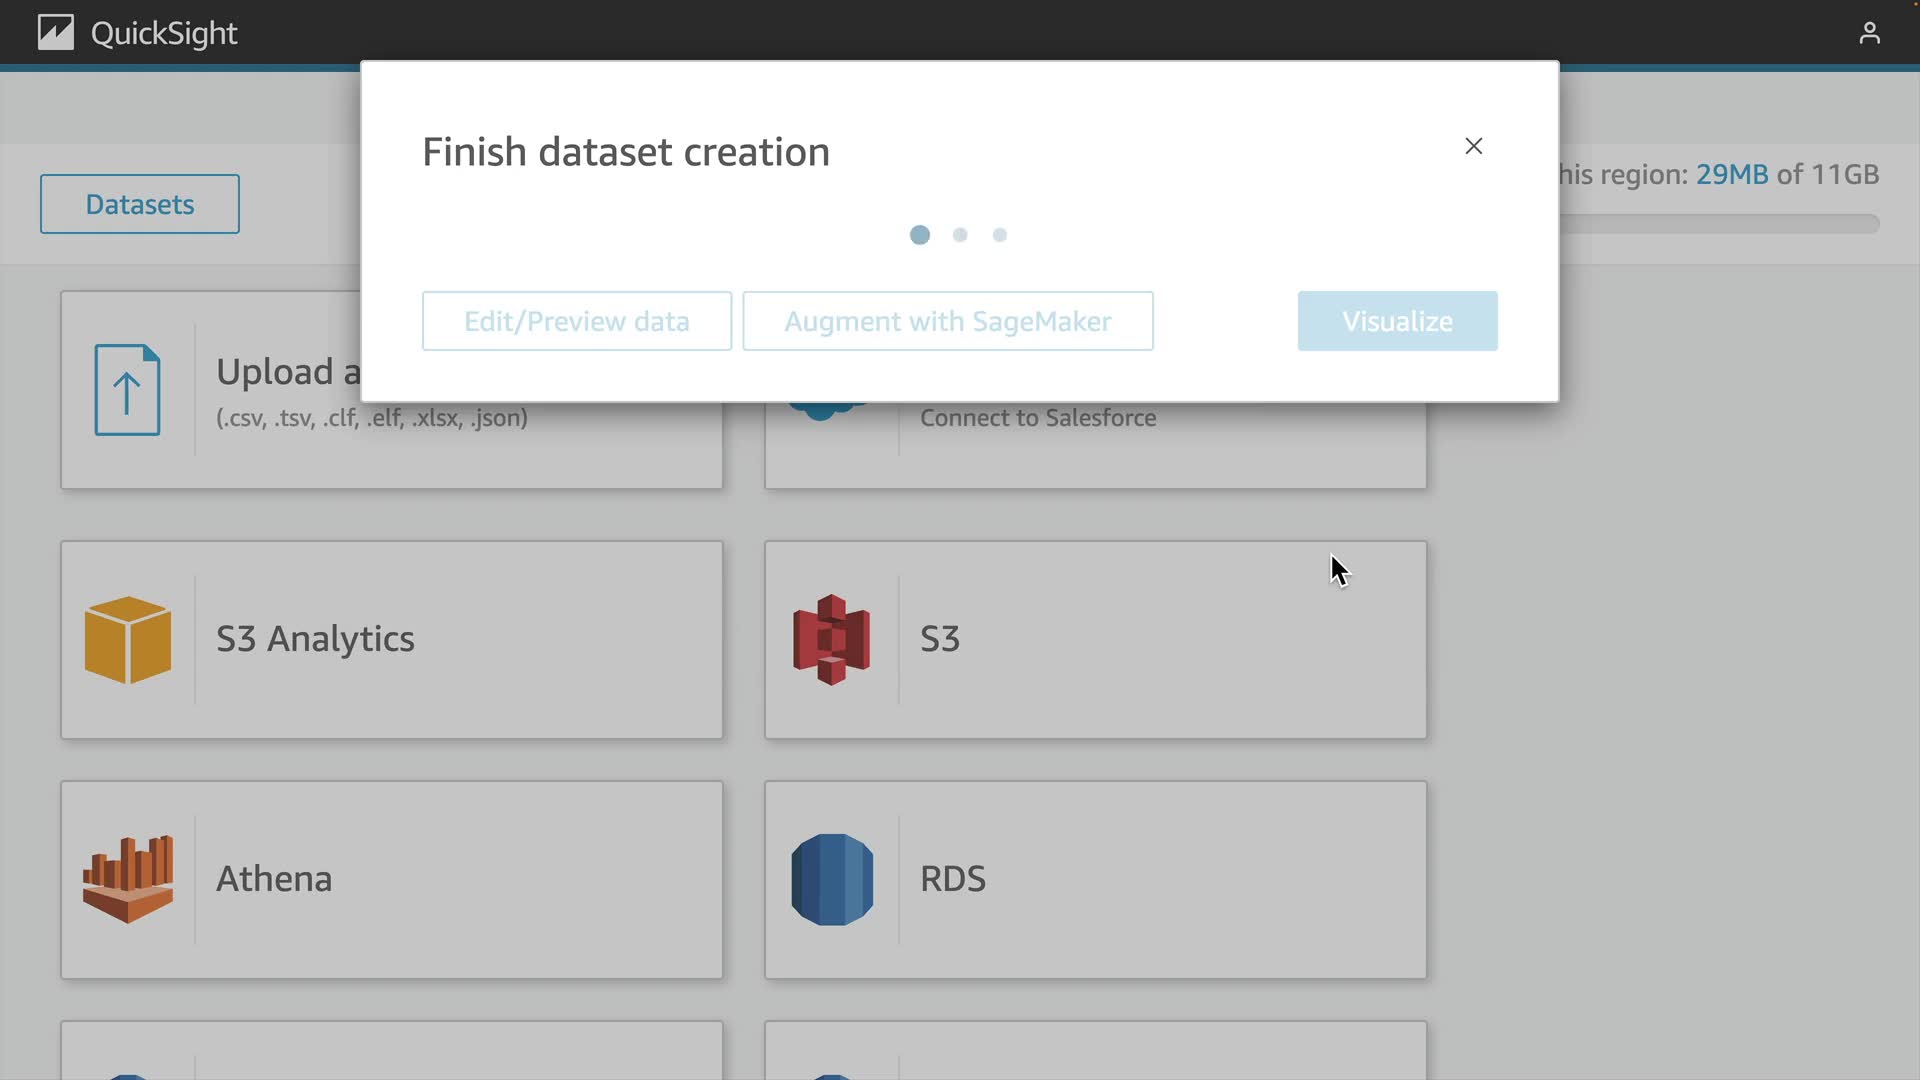 QuickSight
Finish dataset creation
his region: 29MB of 11GB
Datasets
Edit/Preview data
Augment with SageMaker
Visualize
Upload a
(.csv, .tsv, .clf, .elf, .xlsx, .json)
Connect to Salesforce
S3 Analytics
S3
Athena
RDS